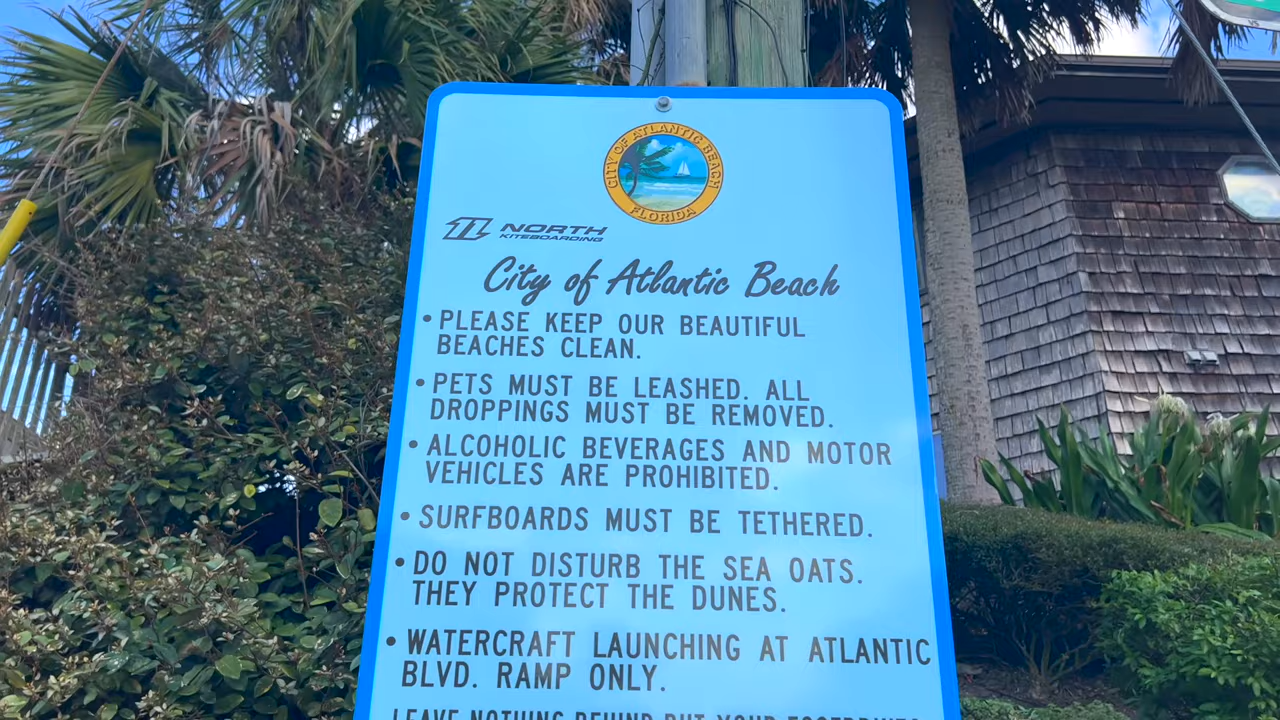 CITY OF ATLANTIC BEACH
FLORIDA
NORTH
KITEBOARDING
City of Atlantic Beach
• PLEASE KEEP OUR BEAUTIFUL
BEACHES CLEAN.
• PETS MUST BE LEASHED. ALL
DROPPINGS MUST BE REMOVED.
• ALCOHOLIC BEVERAGES AND MOTOR
VEHICLES ARE PROHIBITED.
• SURFBOARDS MUST BE TETHERED.
• DO NOT DISTURB THE SEA OATS.
THEY PROTECT THE DUNES.
• WATERCRAFT LAUNCHING AT ATLANTIC
BLVD. RAMP ONLY.
LEAVE NOTHING BEHIND BUT YOUR FOOTPRINTS